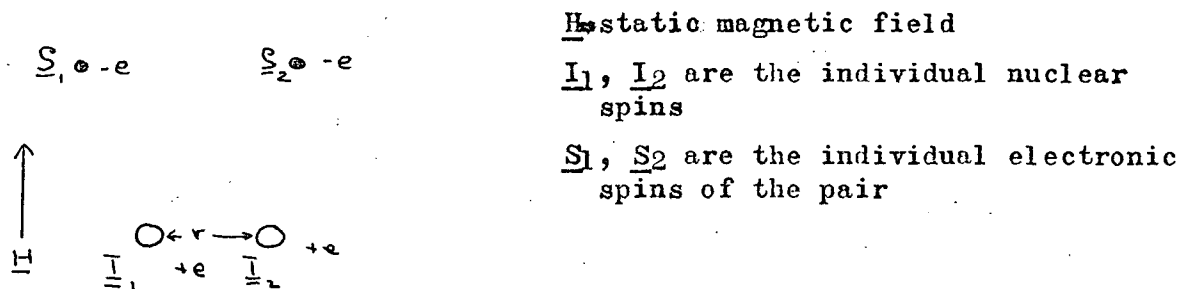 H=static magnetic field
S₁ -e S₂ -e
I1, I2 are the individual nuclear
spins
S1, S2 are the individual electronic
spins of the pair
H I₁ +e r I₂ +e